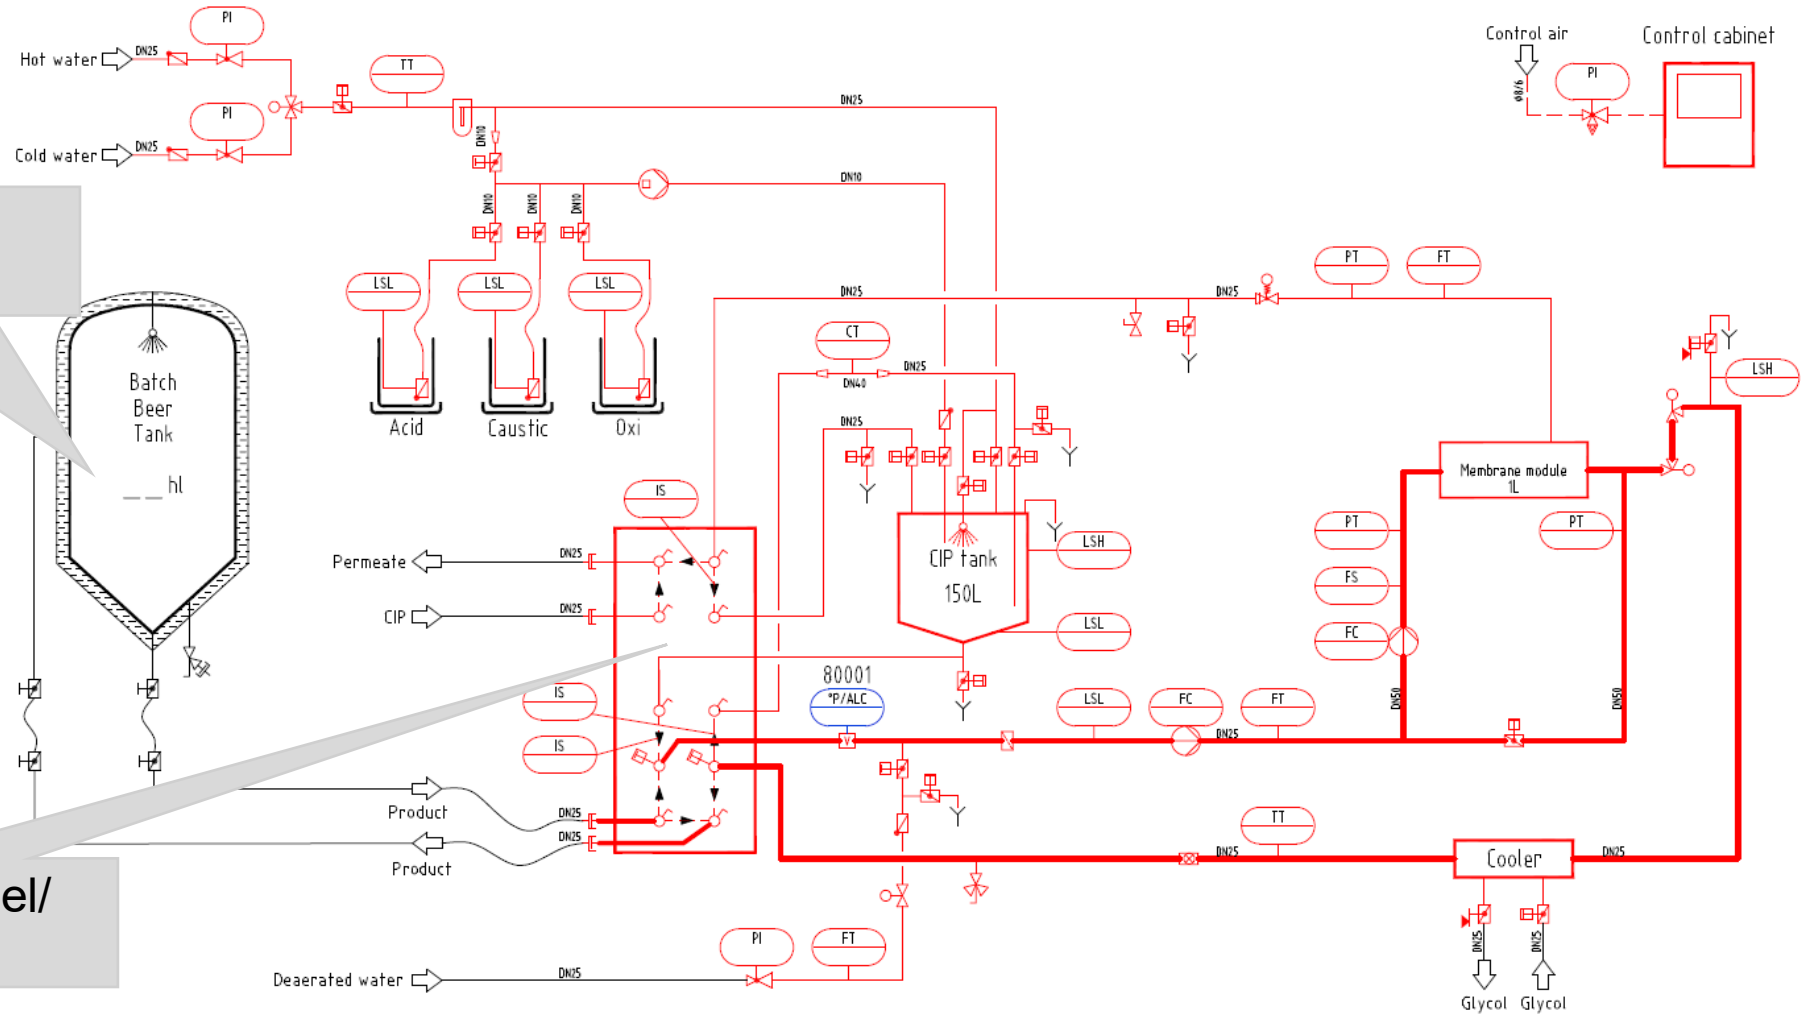 PI
Hot water
DN25
TT
PI
Cold water
DN25
DN25
DN10
DN10
DN10
DN10
DN10
Control air
Control cabinet
PI
ø8/6
LSL
LSL
LSL
Acid
Caustic
Oxi
DN25
DN25
PT
FT
CT
DN25
DN40
DN25
LSH
Batch
Beer
Tank
__ hl
IS
Membrane module
1L
PT
PT
FS
FC
Permeate
DN25
CIP
DN25
CIP tank
150L
LSH
LSL
IS
IS
80001
°P/ALC
LSL
FC
FT
DN25
DN50
DN50
Product
DN25
DN25
Product
TT
DN25
Cooler
DN25
el/
PI
FT
Deaerated water
DN25
DN25
DN25
Glycol
Glycol